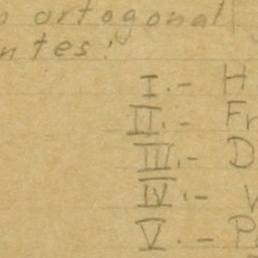 ortogonal
ntes:
I.- H
II.- Fr
III.- D
IV.- V
V.- P